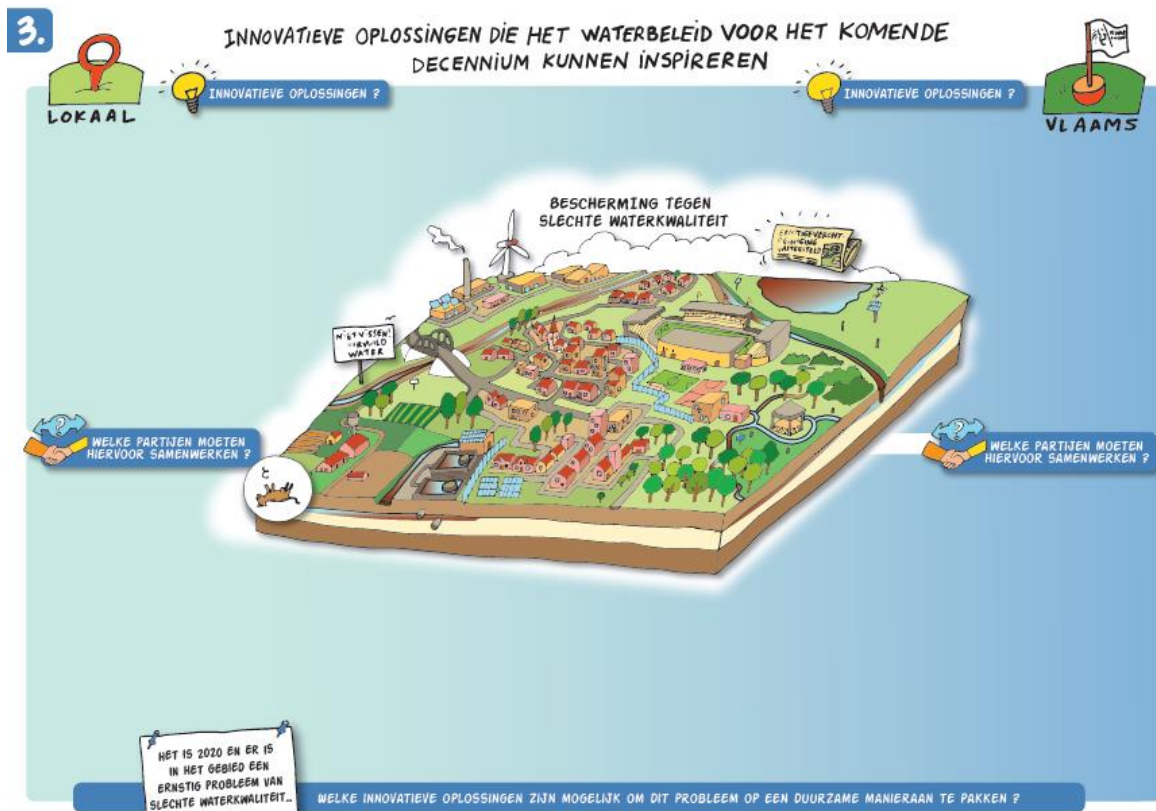 3.
INNOVATIEVE OPLOSSINGEN DIE HET WATERBELEID VOOR HET KOMENDE
DECENNIUM KUNNEN INSPIREREN
LOKAAL
INNOVATIEVE OPLOSSINGEN ?
INNOVATIEVE OPLOSSINGEN ?
VLAAMS
BESCHERMING TEGEN
SLECHTE WATERKWALITEIT
WATER
WELKE PARTIJEN MOETEN
HIERVOOR SAMENWERKEN ?
WELKE PARTIJEN MOETEN
HIERVOOR SAMENWERKEN ?
HET IS 2020 EN ER IS
IN HET GEBIED EEN
ERNSTIG PROBLEEM VAN
SLECHTE WATERKWALITEIT...
WELKE INNOVATIEVE OPLOSSINGEN ZIJN MOGELIJK OM DIT PROBLEEM OP EEN DUURZAME MANIERAAN TE PAKKEN ?